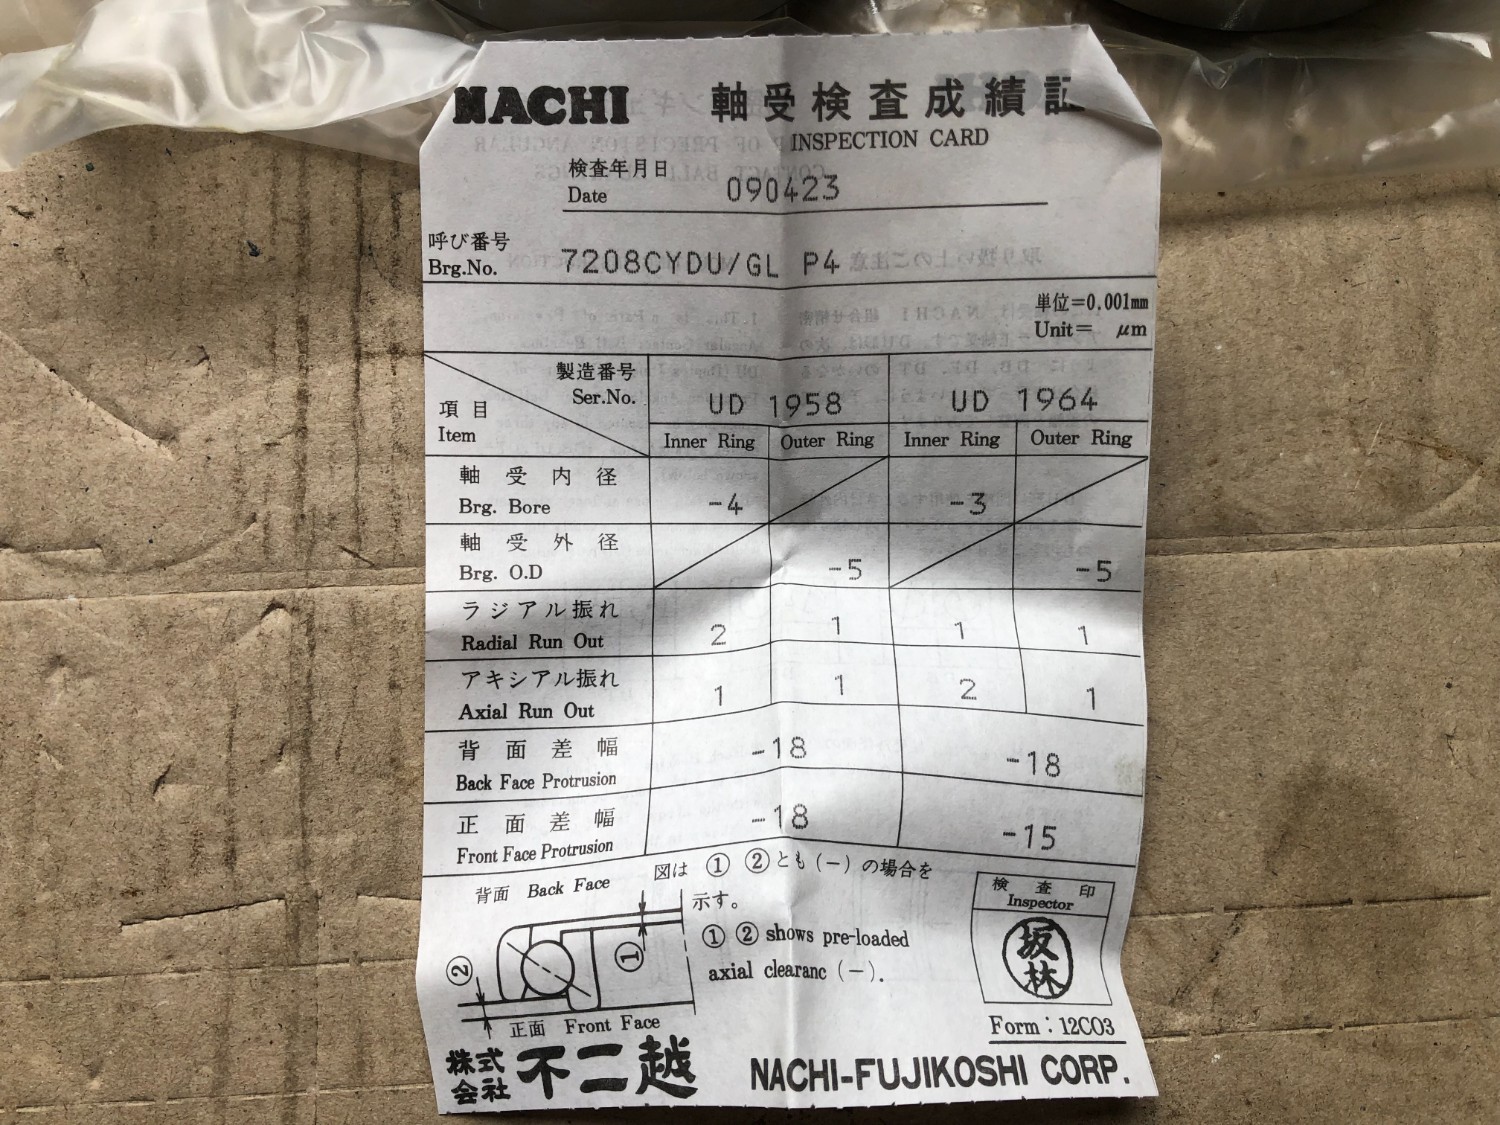 NACHI 軸受検査成績証
INSPECTION CARD
検査年月日
Date 090423
呼び番号
Brg.No. 7208CYDU/GL P4
単位=0.001mm
Unit= μm
製造番号
Ser.No. UD 1958 UD 1964
項目
Item Inner Ring Outer Ring Inner Ring Outer Ring
軸受内径
Brg. Bore -4 -3
軸受外径
Brg. O.D -5 -5
ラジアル振れ
Radial Run Out 2 1 1 1
アキシアル振れ
Axial Run Out 1 1 2 1
背面差幅 -18 -18
Back Face Protrusion
正面差幅 -18 -15
Front Face Protrusion
図は ① ②とも(-)の場合を
示す。
背面 Back Face
① ② shows pre-loaded
axial clearanc (-).
②
①
正面 Front Face
検査印
Inspector
坂
林
Form : 12C03
株式
会社 不二越 NACHI-FUJIKOSHI CORP.